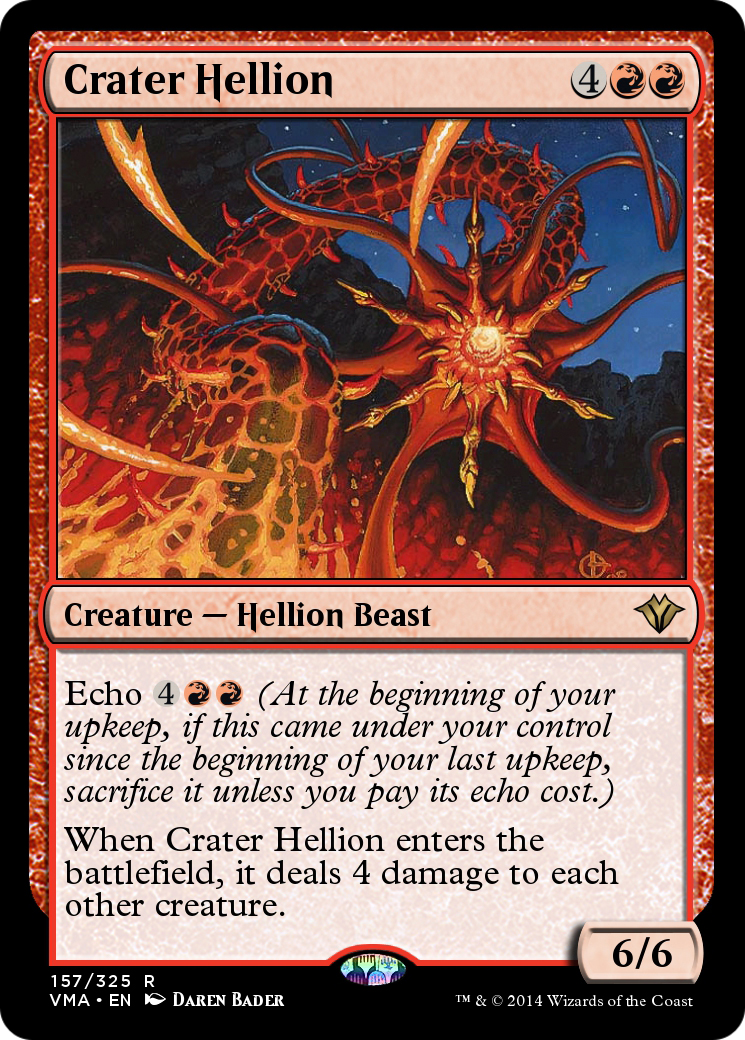 Crater Hellion 4
Creature — Hellion Beast
Echo 4 (At the beginning of your
upkeep, if this came under your control
since the beginning of your last upkeep,
sacrifice it unless you pay its echo cost.)
When Crater Hellion enters the
battlefield, it deals 4 damage to each
other creature.
6/6
157/325 R
VMA • EN Daren Bader
™ & © 2014 Wizards of the Coast